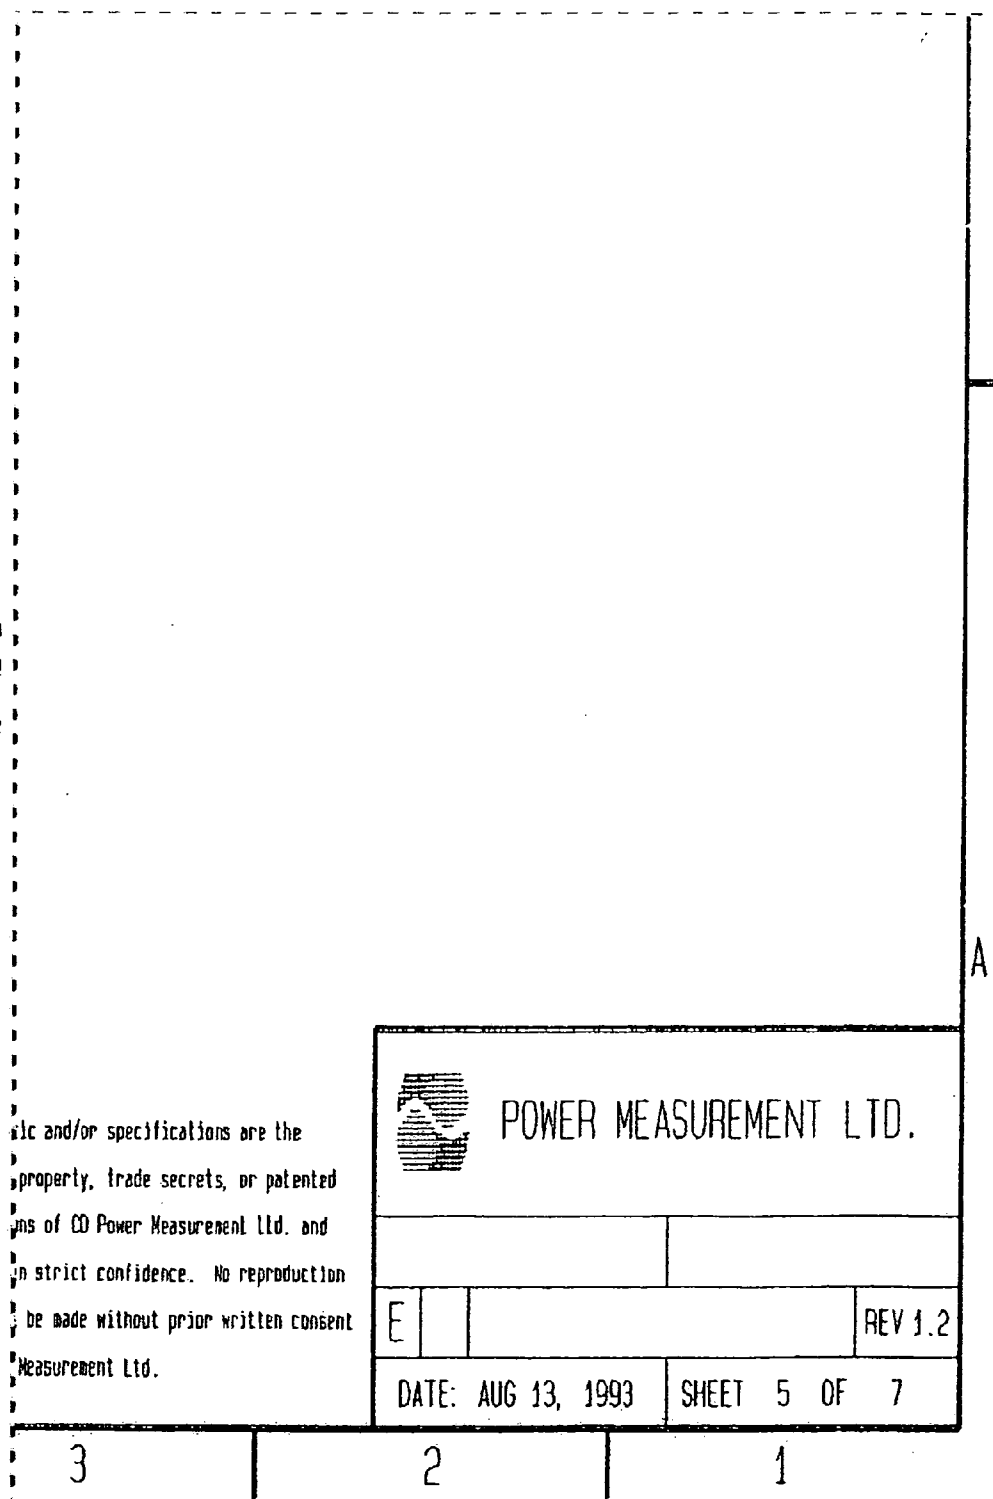 A
POWER MEASUREMENT LTD.
and/or specifications are the
property, trade secrets, or patented
of CD Power Measurement Ltd. and
in strict confidence. No reproduction
be made without prior written consent
Measurement Ltd.
E REV 1.2
DATE: AUG 13, 1993 SHEET 5 OF 7
3 2 1